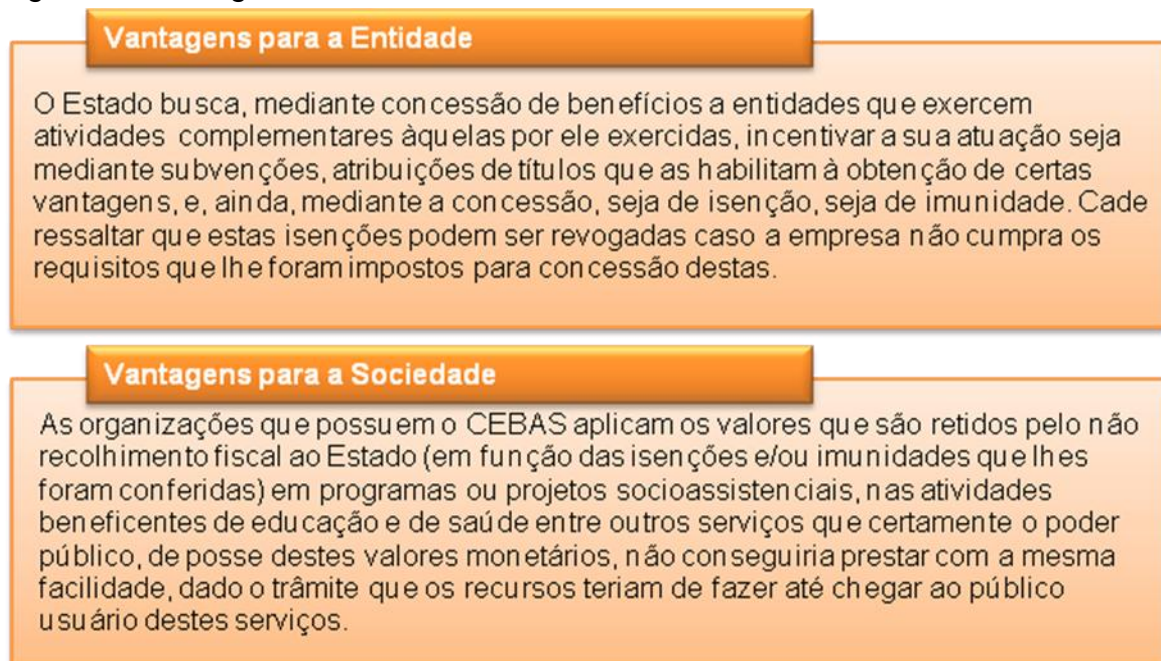 Vantagens para a Entidade
O Estado busca, mediante concessão de benefícios a entidades que exercem
atividades complementares àquelas por ele exercidas, incentivar a sua atuação seja
mediante subvenções, atribuições de títulos que as habilitam à obtenção de certas
vantagens, e, ainda, mediante a concessão, seja de isenção, seja de imunidade. Cade
ressaltar que estas isenções podem ser revogadas caso a empresa não cumpra os
requisitos que lhe foram impostos para concessão destas.
Vantagens para a Sociedade
As organizações que possuem o CEBAS aplicam os valores que são retidos pelo não
recolhimento fiscal ao Estado (em função das isenções e/ou imunidades que lhes
foram conferidas) em programas ou projetos socioassistenciais, nas atividades
beneficentes de educação e de saúde entre outros serviços que certamente o poder
público, de posse destes valores monetários, não conseguiria prestar com a mesma
facilidade, dado o trâmite que os recursos teriam de fazer até chegar ao público
usuário destes serviços.